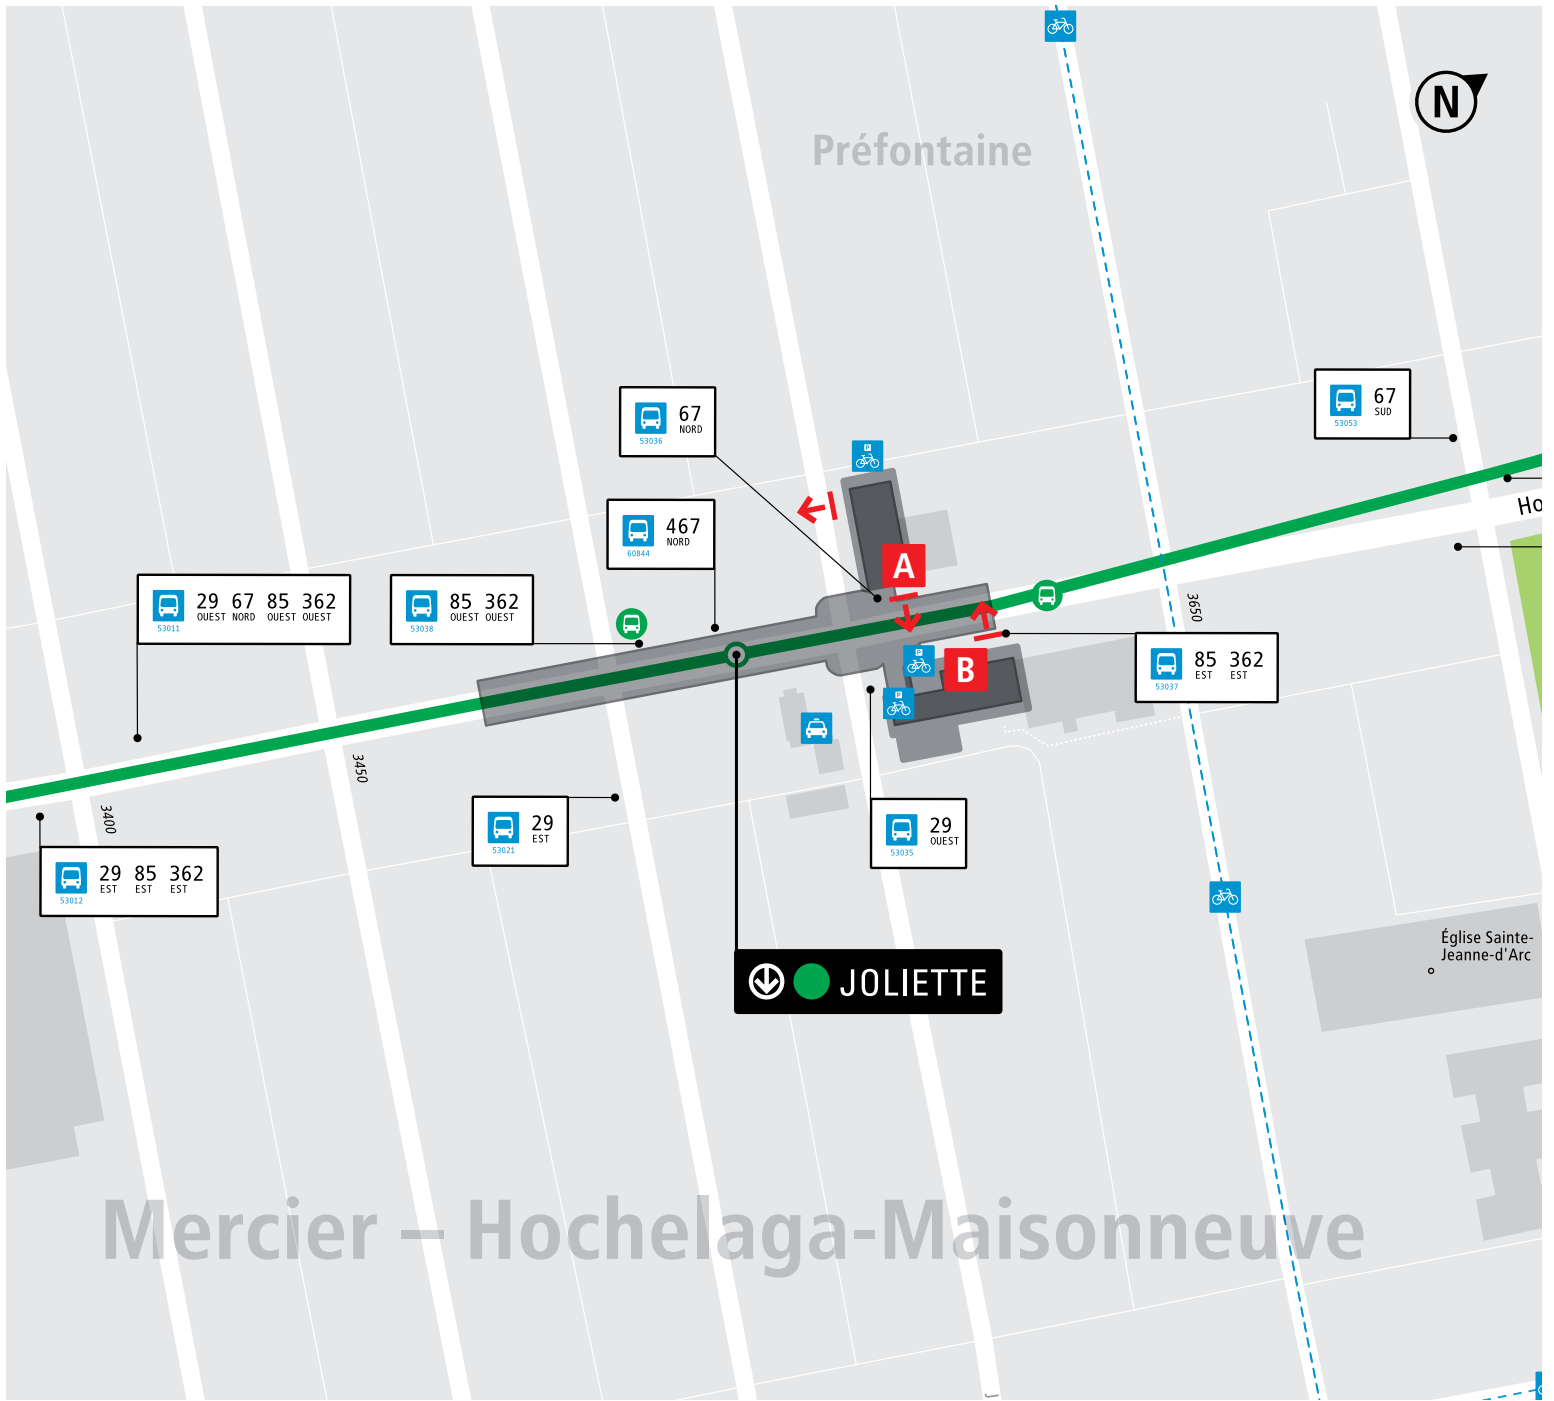 N
Préfontaine
67
NORD
53036
67
SUD
53053
467
NORD
60844
Ho
A
29 67 85 362
OUEST NORD OUEST OUEST
53011
85 362
OUEST OUEST
53038
3650
B
85 362
EST EST
53037
3450
3400
29
EST
53021
29
OUEST
53035
29 85 362
EST EST EST
53012
Église Sainte-
Jeanne-d'Arc
JOLIETTE
Mercier – Hochelaga-Maisonneuve
P
P